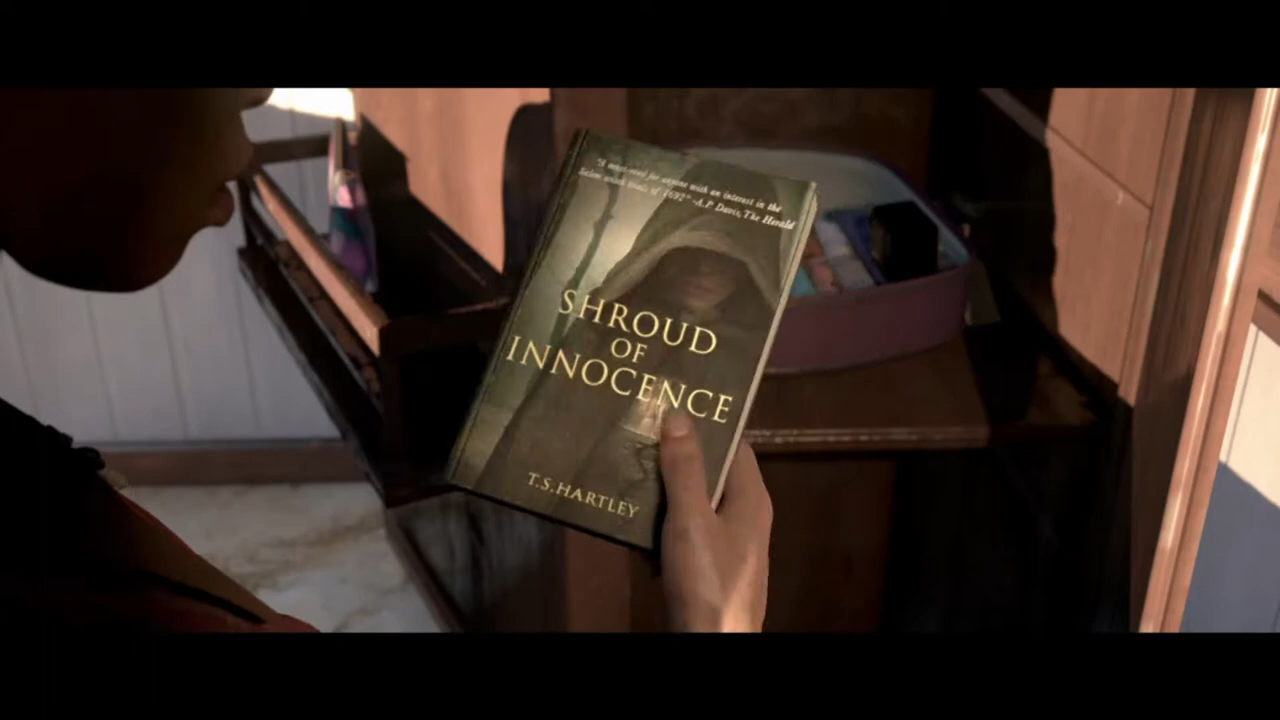 "A must-read for anyone with an interest in the
Salem witch trials of 1692" -A.P. Davis, The Herald
SHROUD
OF
INNOCENCE
T.S.HARTLEY